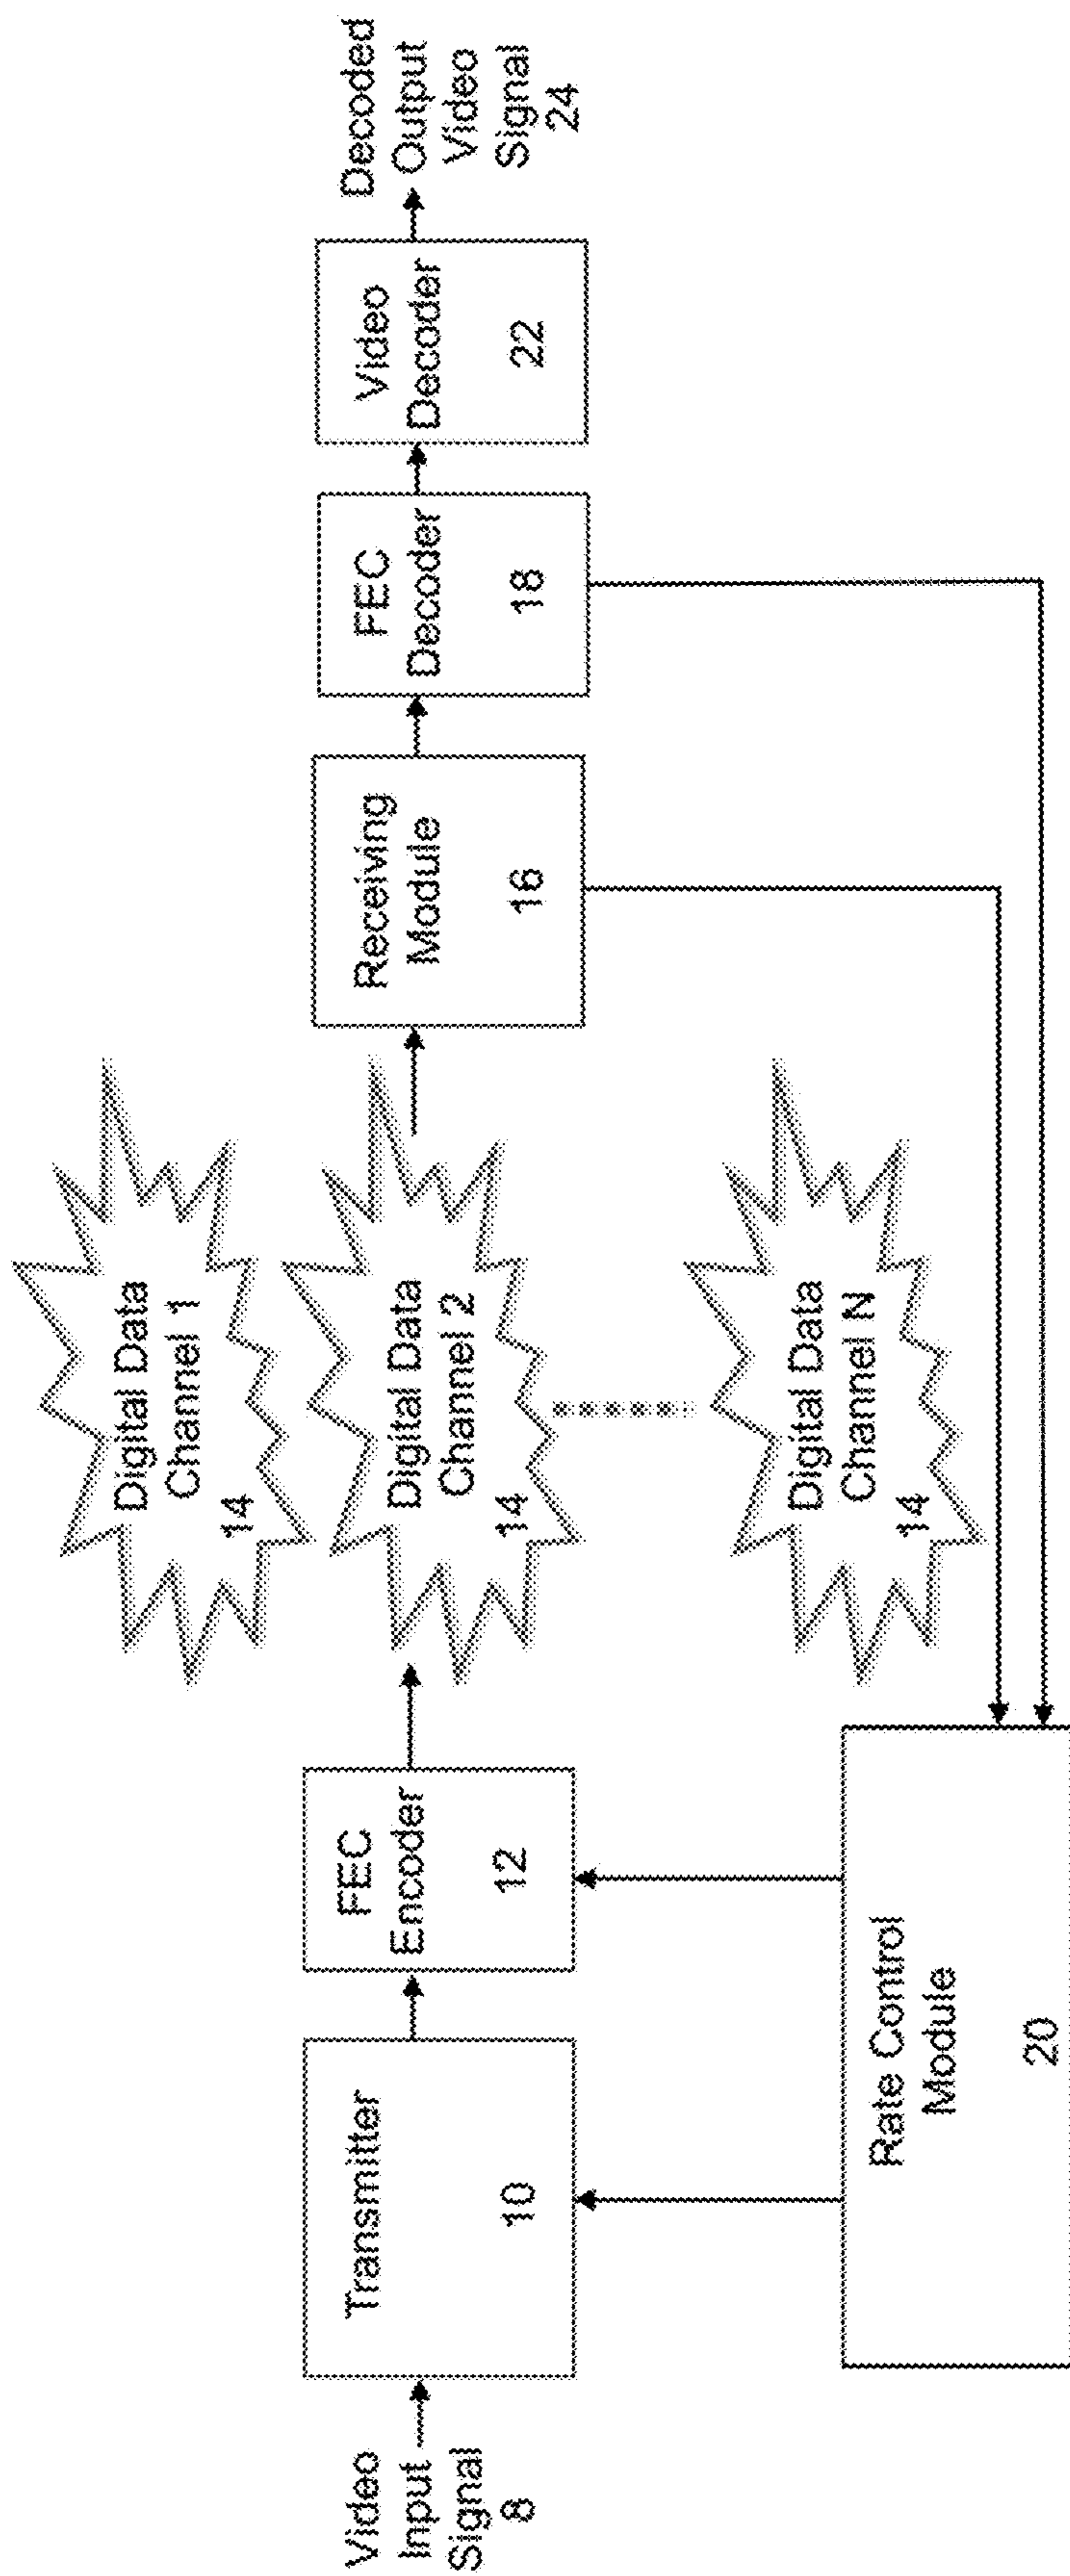 Video
Input
Signal
8
Transmitter
10
FEC
Encoder
12
Digital Data
Channel 1
14
Digital Data
Channel 2
14
Digital Data
Channel N
14
Receiving
Module
16
FEC
Decoder
18
Video
Decoder
22
Decoded
Output
Video
Signal
24
Rate Control
Module
20